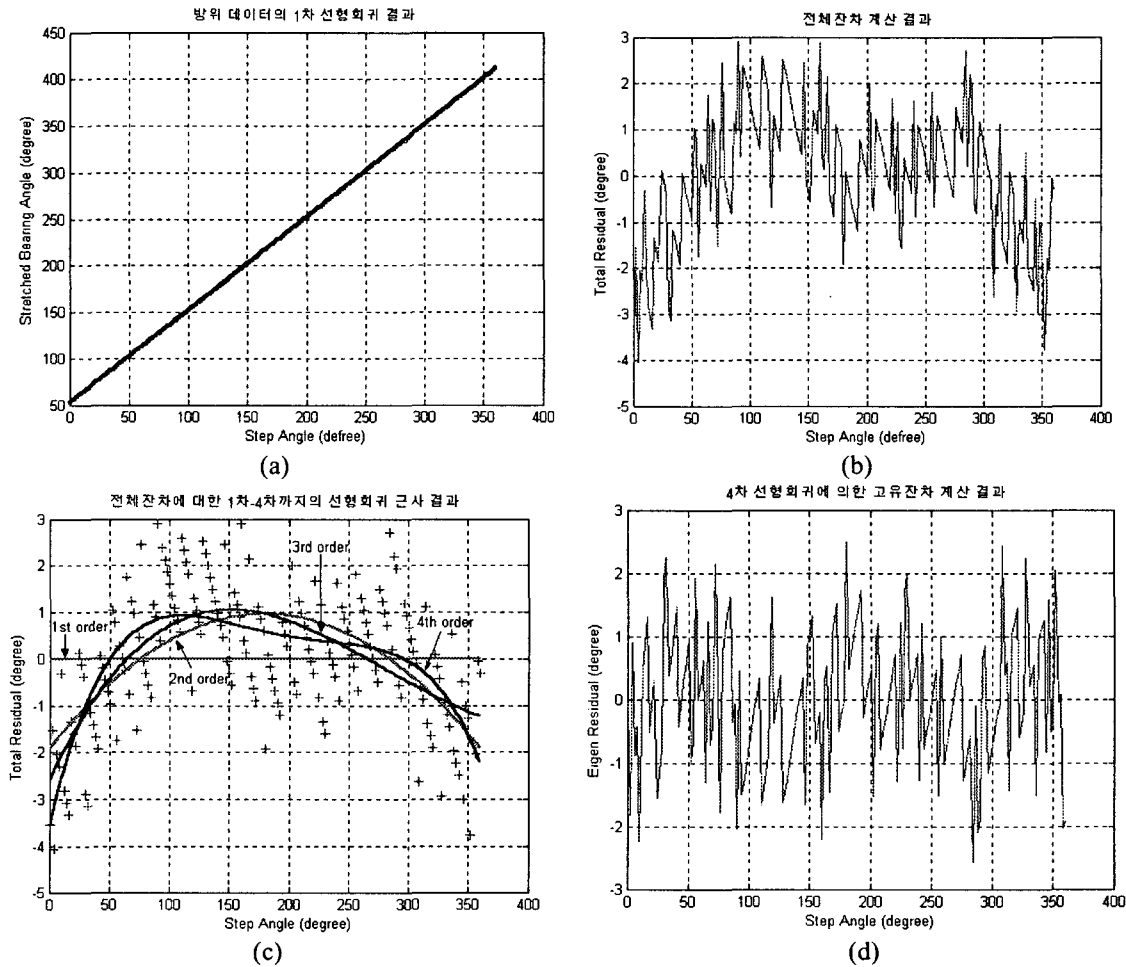 방위 데이터의 1차 선형회귀 결과
450
400
350
300
250
200
150
100
50
0 50 100 150 200 250 300 350 400
Stretched Bearing Angle (degree)
Step Angle (defree)
(a)
전체잔차 계산 결과
3
2
1
0
-1
-2
-3
-4
-5
0 50 100 150 200 250 300 350 400
Total Residual (degree)
Step Angle (defree)
(b)
전체잔차에 대한 1차-4차까지의 선형회귀 근사 결과
3
2
1
0
-1
-2
-3
-4
-5
0 50 100 150 200 250 300 350 400
Total Residual (degree)
1st order
2nd order
3rd order
4th order
Step Angle (degree)
(c)
4차 선형회귀에 의한 고유잔차 계산 결과
3
2
1
0
-1
-2
-3
0 50 100 150 200 250 300 350 400
Eigen Residual (degree)
Step Angle (degree)
(d)